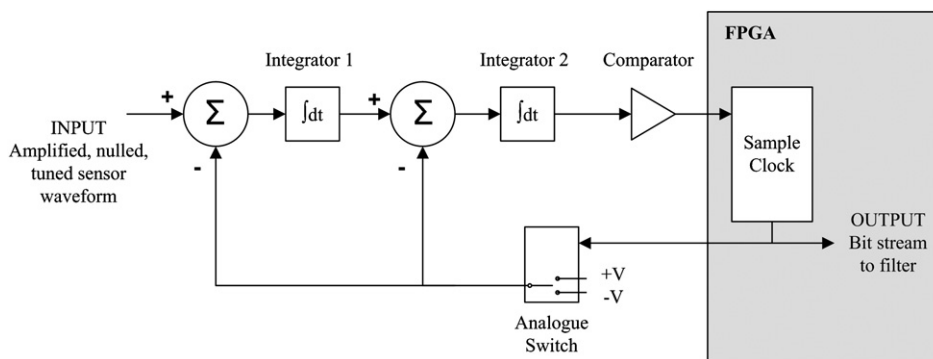 FPGA
Integrator 1
Integrator 2
Comparator
+
Σ
∫dt
+
Σ
∫dt
INPUT
Amplified, nulled,
tuned sensor
waveform
-
-
Sample
Clock
OUTPUT
Bit stream
to filter
+V
-V
Analogue
Switch